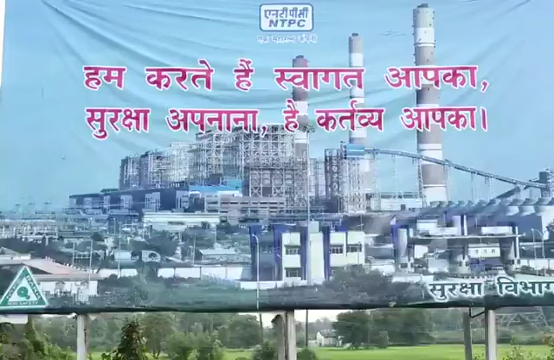 एनटीपीसी
NTPC
हम करते हैं स्वागत आपका,
सुरक्षा अपनाना, है कर्तव्य आपका।
सुरक्षा विभाग